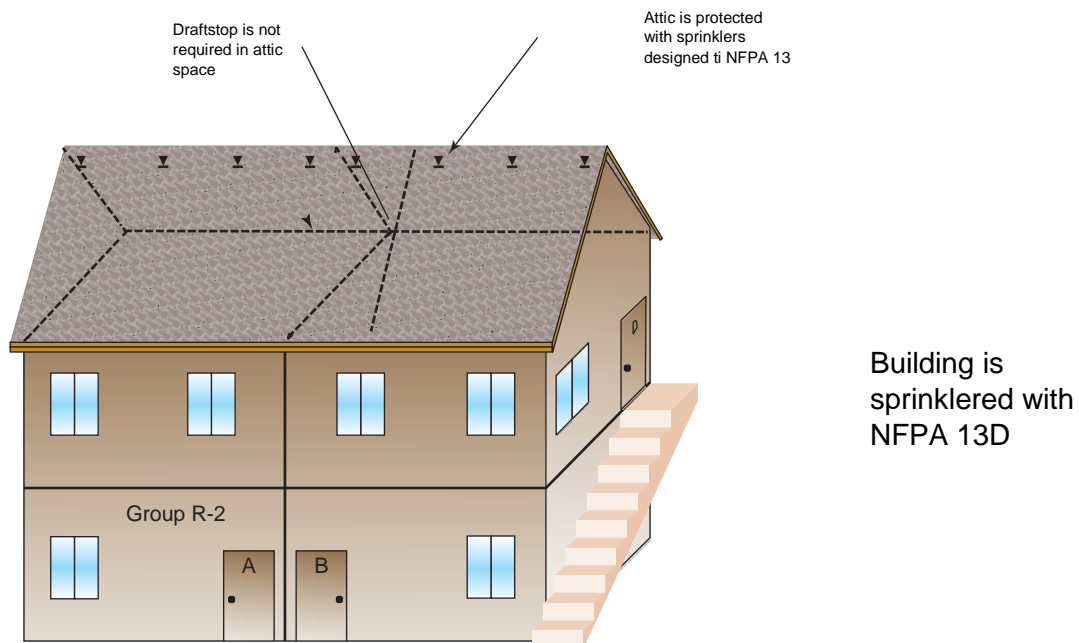 Draftstop is not
required in attic
space
Attic is protected
with sprinklers
designed ti NFPA 13
D
Building is
sprinklered with
NFPA 13D
Group R-2
A
B